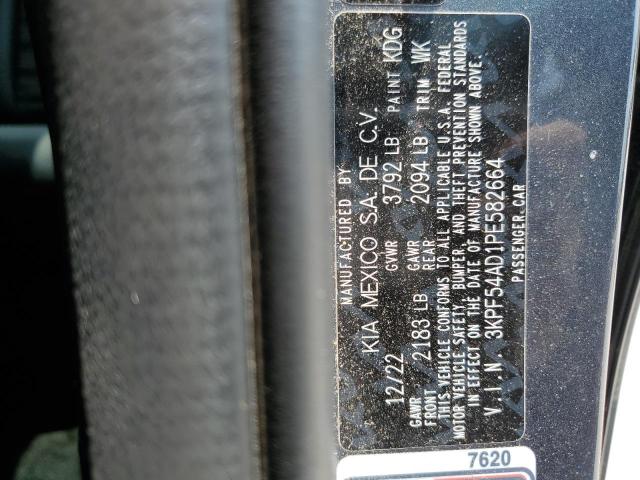 MANUFACTURED BY
KIA MEXICO S.A. DE C.V.
12/22 GVWR 3792 LB PAINT KDG
GAWR FRONT 2183 LB GAWR REAR 2094 LB TRIM WK
THIS VEHICLE CONFORMS TO ALL APPLICABLE U.S.A. FEDERAL
MOTOR VEHICLE SAFETY, BUMPER, AND THEFT PREVENTION STANDARDS
IN EFFECT ON THE DATE OF MANUFACTURE SHOWN ABOVE.
V.I.N. 3KPF54AD1PE582664
PASSENGER CAR
7620